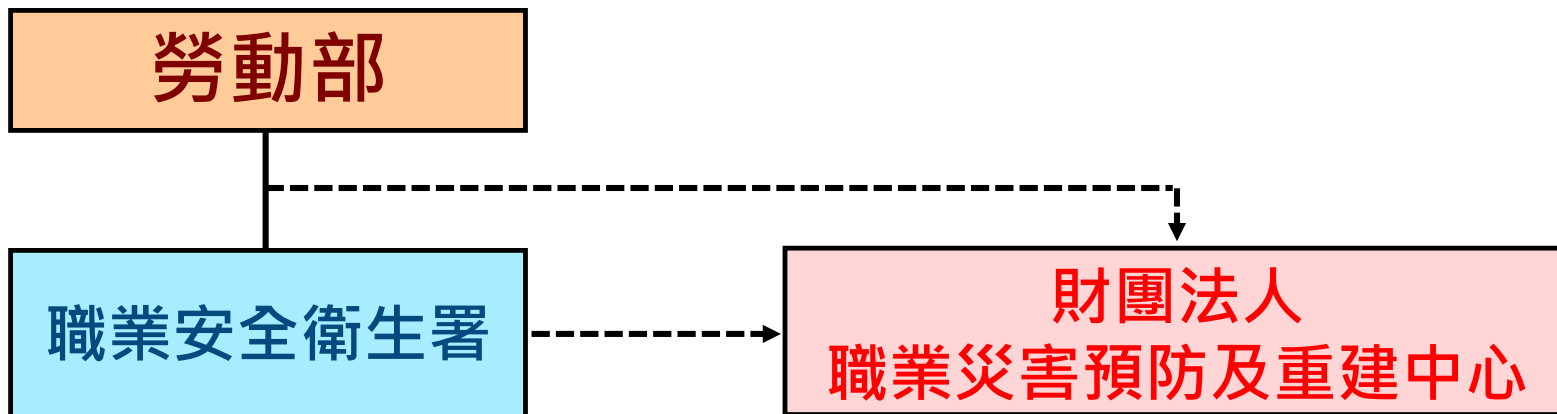 勞動部
職業安全衛生署
財團法人
職業災害預防及重建中心